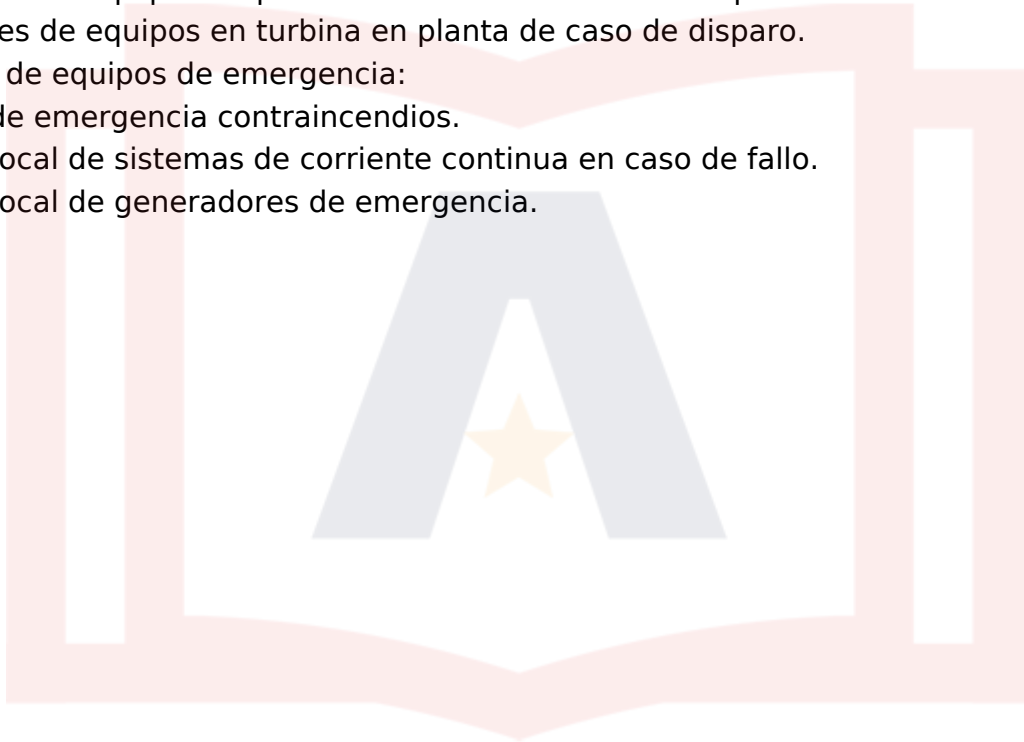 es de equipos en turbina en planta de caso de disparo.
de equipos de emergencia:
de emergencia contraincendios.
ocal de sistemas de corriente continua en caso de fallo.
ocal de generadores de emergencia.